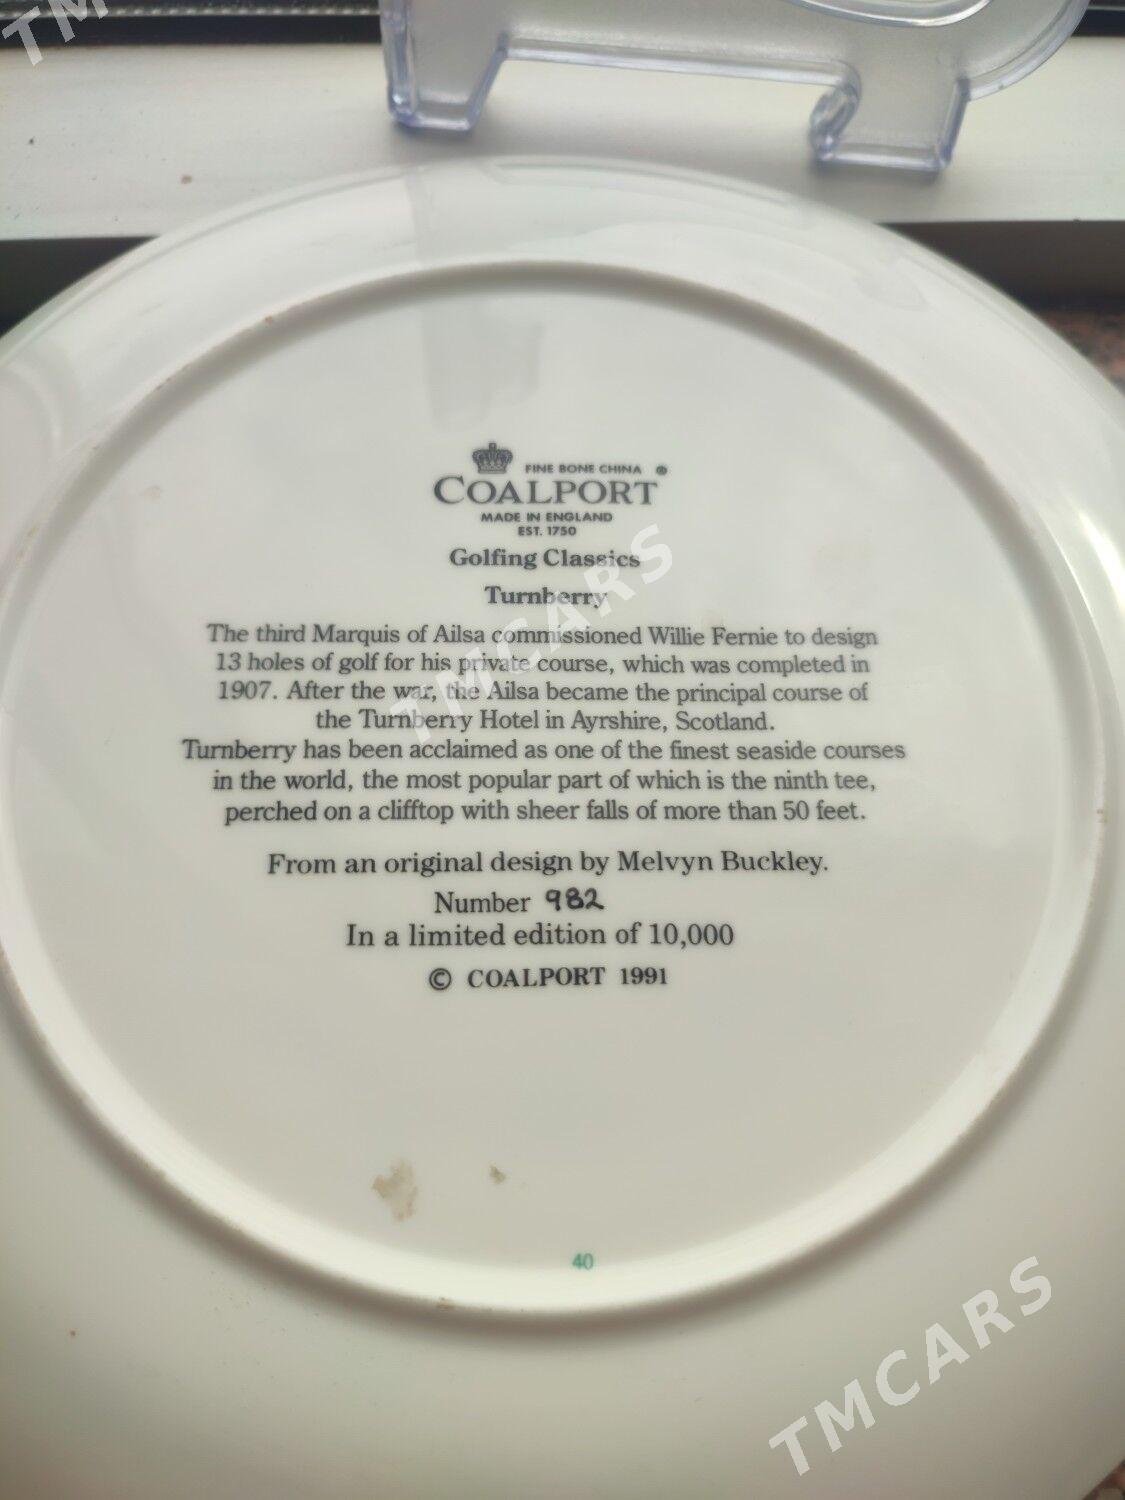 TM
FINE BONE CHINA ®
COALPORT
MADE IN ENGLAND
EST. 1750
Golfing Classics
Turnberry
The third Marquis of Ailsa commissioned Willie Fernie to design
13 holes of golf for his private course, which was completed in
1907. After the war, the Ailsa became the principal course of
the Turnberry Hotel in Ayrshire, Scotland.
Turnberry has been acclaimed as one of the finest seaside courses
in the world, the most popular part of which is the ninth tee,
perched on a clifftop with sheer falls of more than 50 feet.
From an original design by Melvyn Buckley.
Number 982
In a limited edition of 10,000
© COALPORT 1991
40
TMCARS
TMCARS